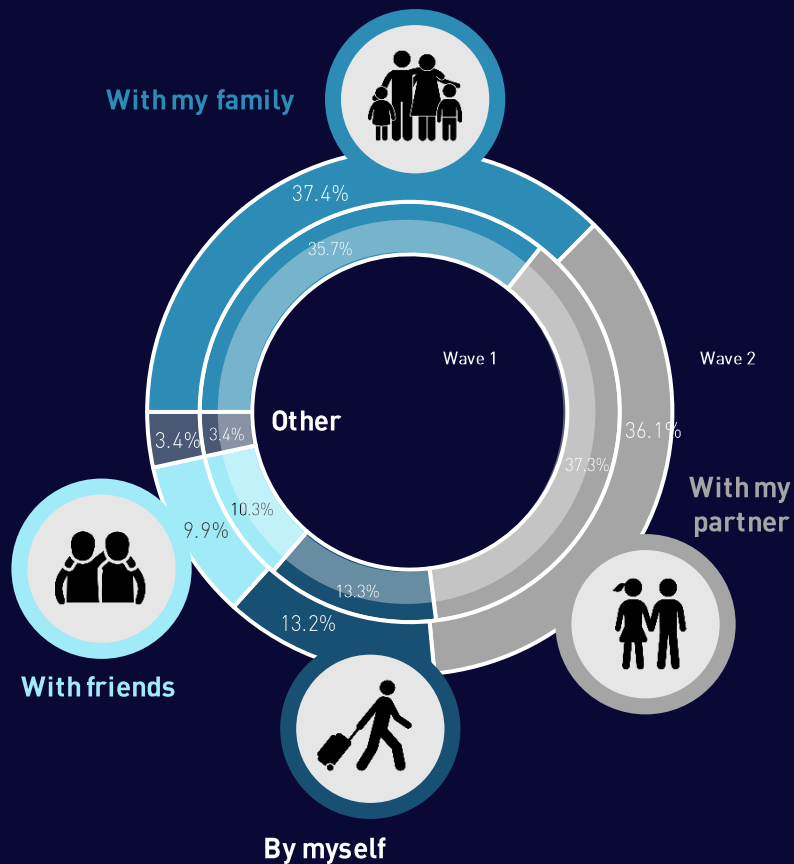 With my family
37.4%
35.7%
Wave 1
Wave 2
Other
3.4%
3.4%
36.1%
37.3%
With my
partner
10.3%
9.9%
13.3%
13.2%
With friends
By myself